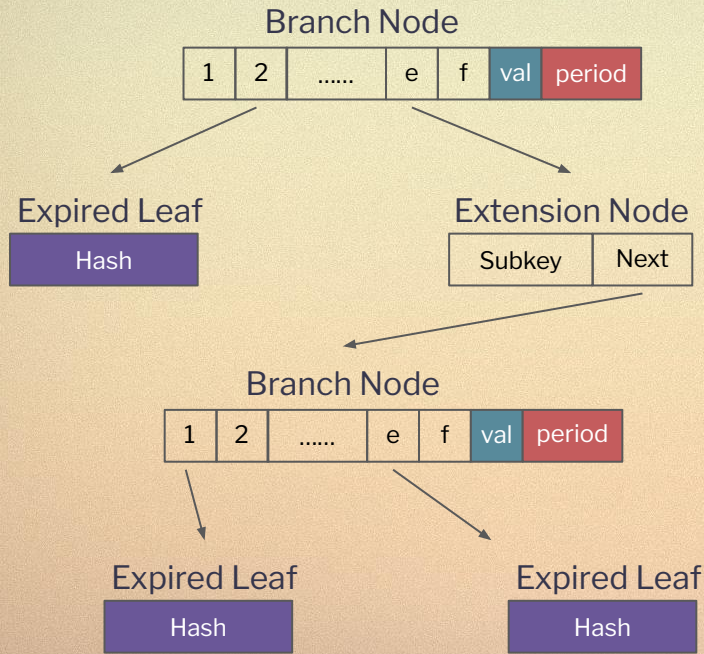 Branch Node
1 2 ...... e f val period
Expired Leaf
Hash
Extension Node
Subkey Next
Branch Node
1 2 ...... e f val period
Expired Leaf
Hash
Expired Leaf
Hash